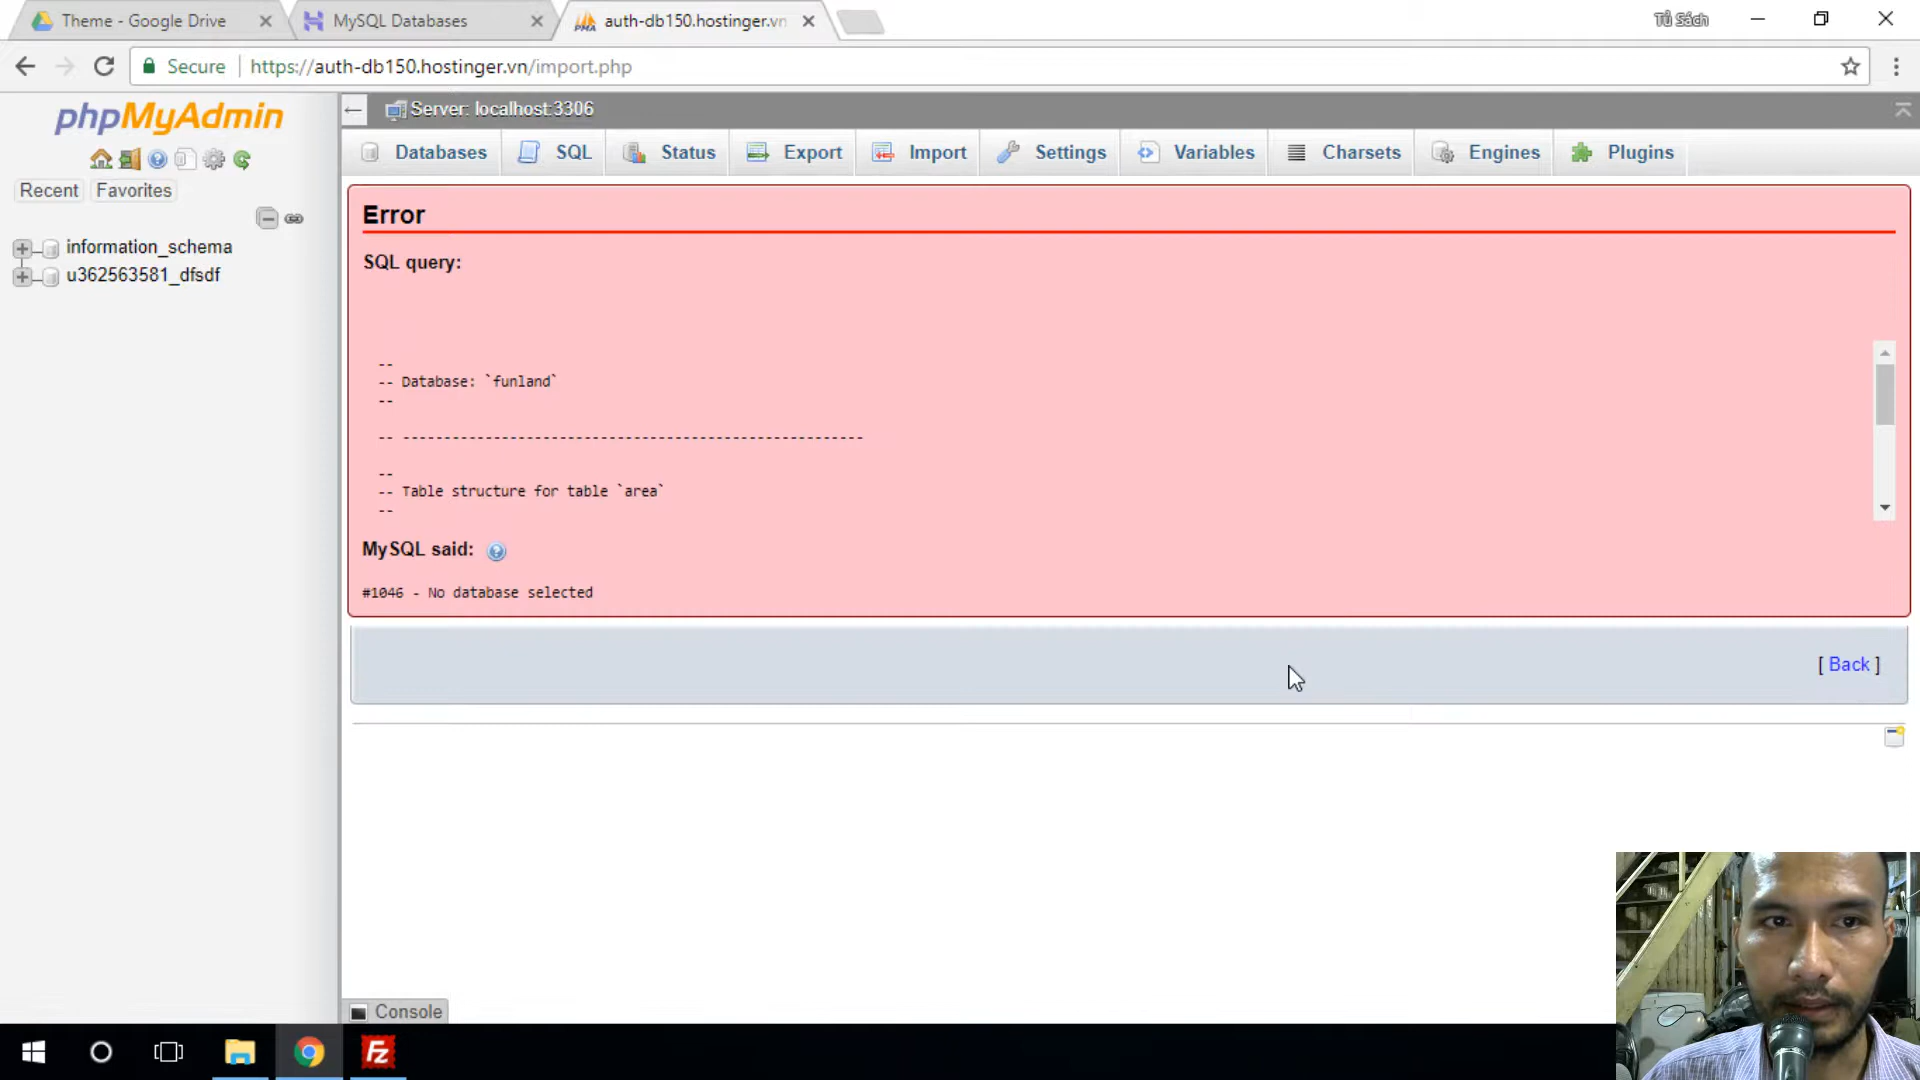 Theme - Google Drive
MySQL Databases
auth-db150.hostinger.vn
Tủ Sách
Secure
https://auth-db150.hostinger.vn/import.php
phpMyAdmin
Server: localhost:3306
Databases
SQL
Status
Export
Import
Settings
Variables
Charsets
Engines
Plugins
Recent
Favorites
information_schema
u362563581_dfsdf
Error
SQL query:
--
-- Database: `funland`
--
-- --------------------------------------------------------
--
-- Table structure for table `area`
--
MySQL said:
#1046 - No database selected
[ Back ]
Console
Fz